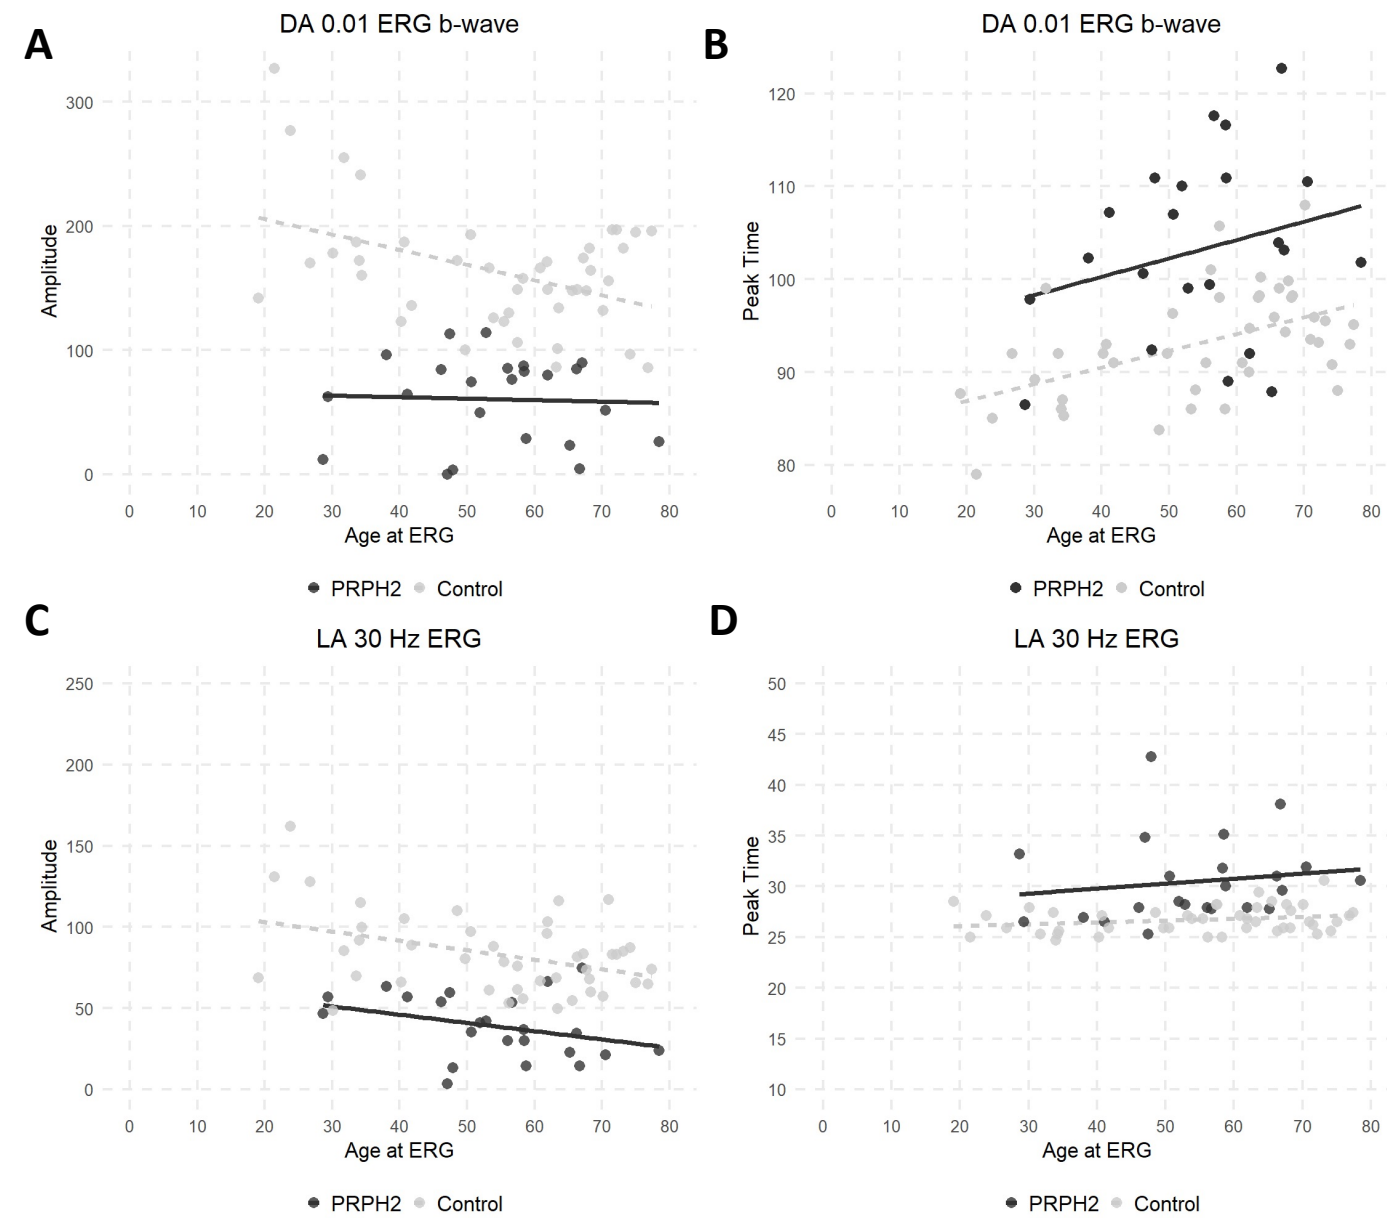 A
DA 0.01 ERG b-wave
Amplitude
300
200
100
0
0 10 20 30 40 50 60 70 80
Age at ERG
PRPH2 Control
B
DA 0.01 ERG b-wave
Peak Time
120
110
100
90
80
0 10 20 30 40 50 60 70 80
Age at ERG
PRPH2 Control
C
LA 30 Hz ERG
Amplitude
250
200
150
100
50
0
0 10 20 30 40 50 60 70 80
Age at ERG
PRPH2 Control
D
LA 30 Hz ERG
Peak Time
50
45
40
35
30
25
20
15
10
0 10 20 30 40 50 60 70 80
Age at ERG
PRPH2 Control